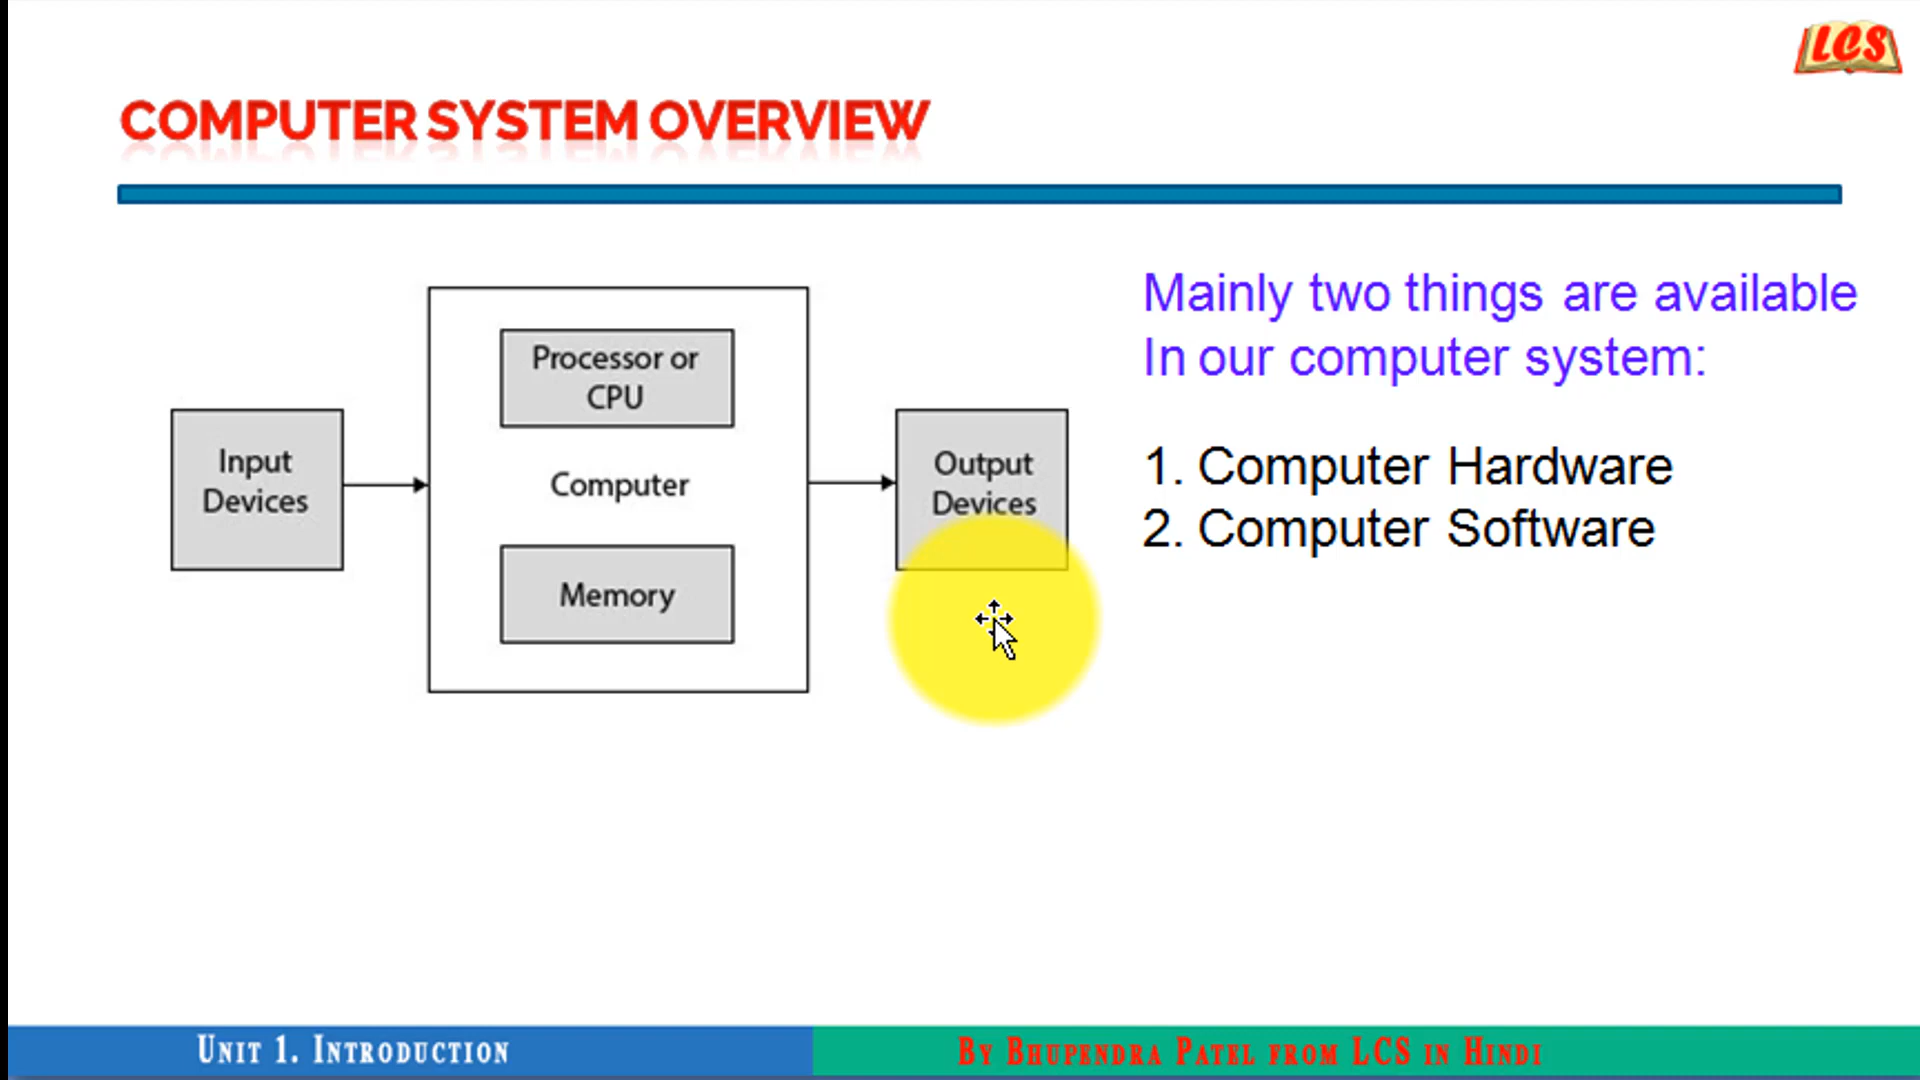 LCS
COMPUTER SYSTEM OVERVIEW
Input
Devices
Processor or
CPU
Computer
Memory
Output
Devices
Mainly two things are available
In our computer system:
1. Computer Hardware
2. Computer Software
UNIT 1. INTRODUCTION
BY BHUPENDRA PATEL FROM LCS IN HINDI